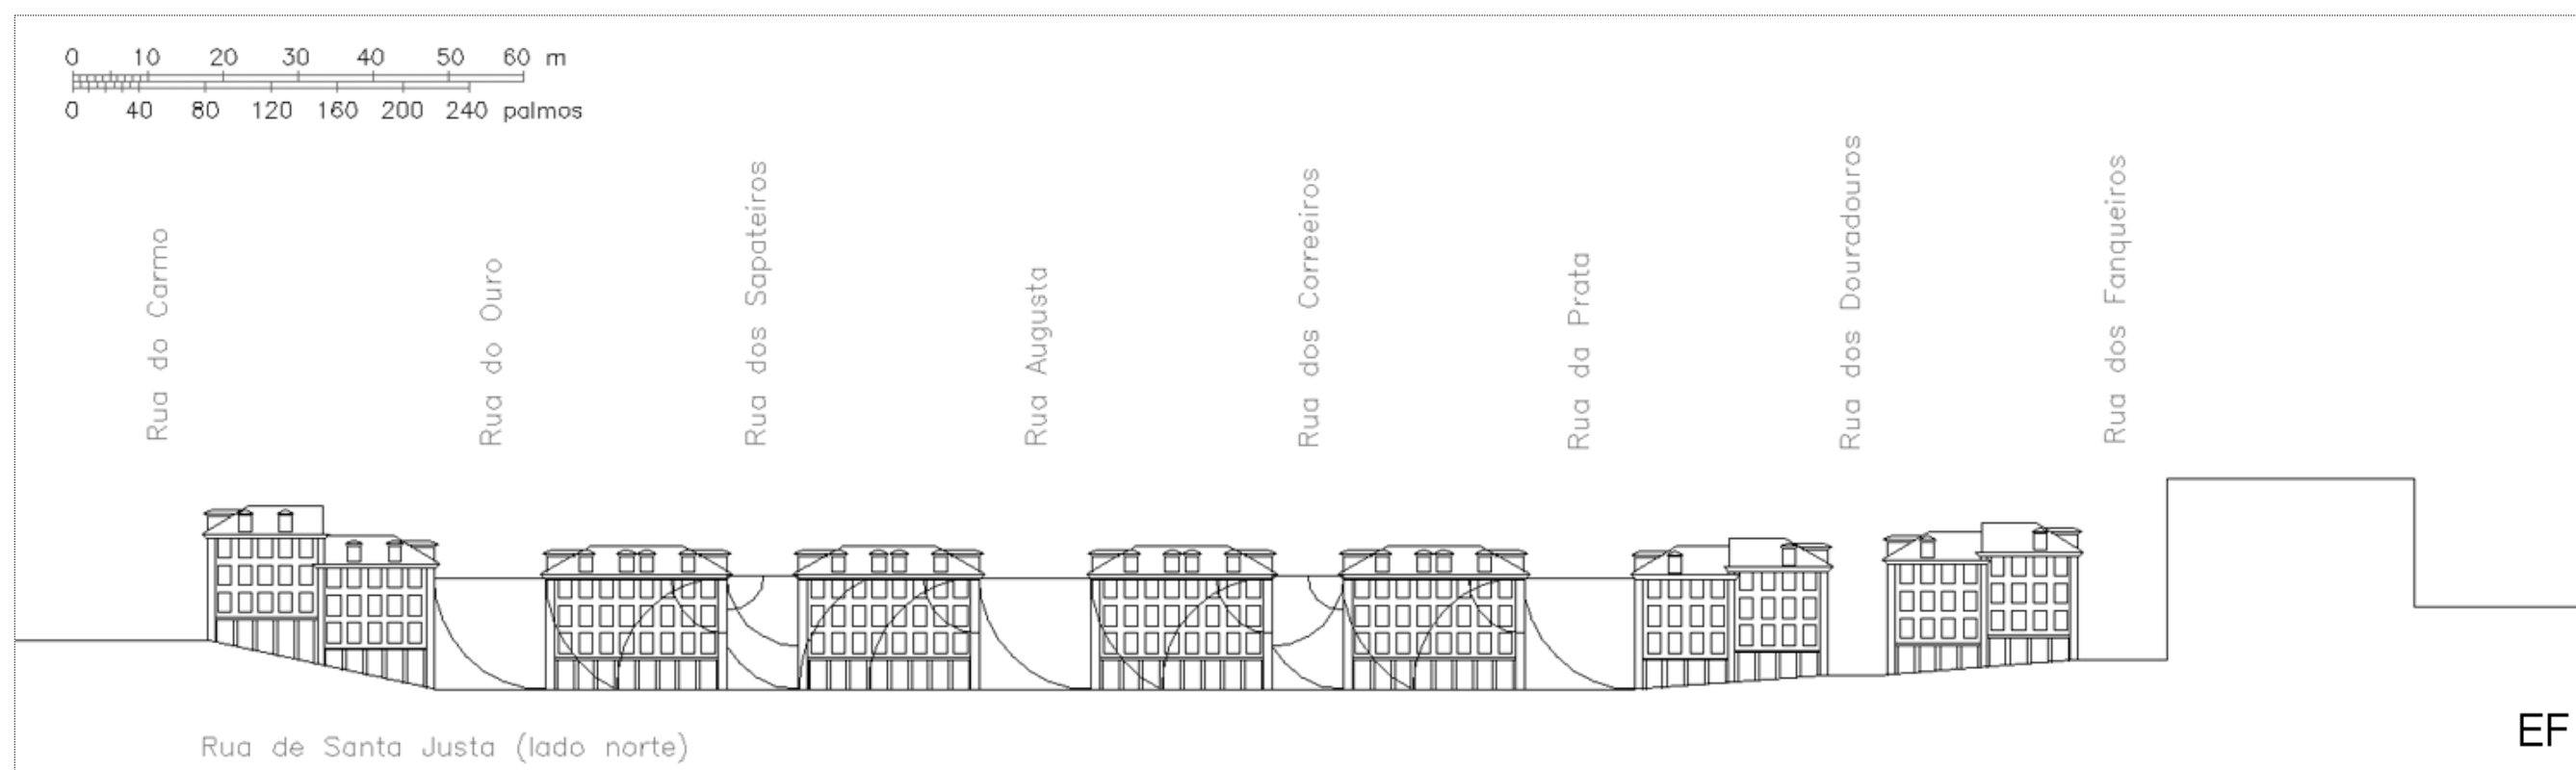 0 10 20 30 40 50 60 m
0 40 80 120 160 200 240 palmos
Rua do Carmo
Rua do Ouro
Rua dos Sapateiros
Rua Augusta
Rua dos Correeiros
Rua da Prata
Rua dos Douradouros
Rua dos Fanqueiros
EF
Rua de Santa Justa (lado norte)